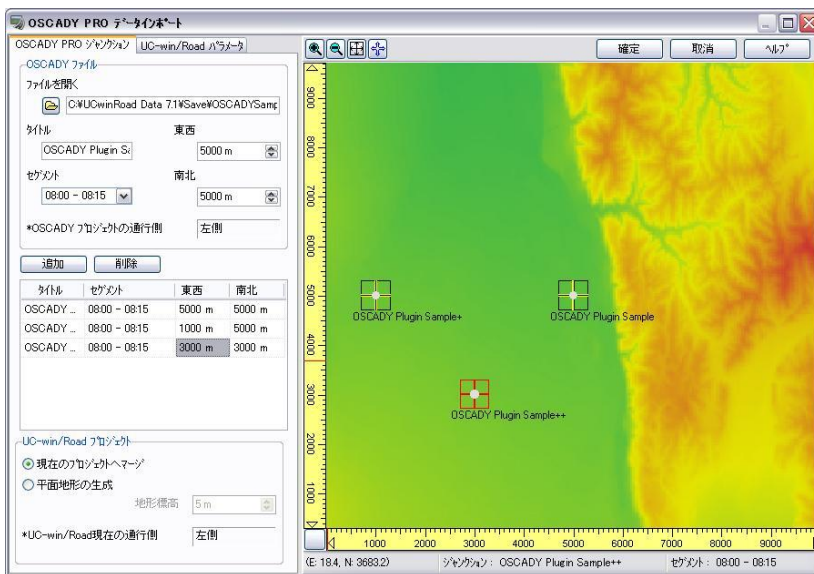 OSCADY PRO データインポート
OSCADY PRO ジャンクション
UC-win/Road パラメータ
確定
取消
ヘルプ
OSCADY ファイル
ファイルを開く
C:¥UCwinRoad Data 7.1¥Save¥OSCADYSamp
タイトル
東西
OSCADY Plugin Sa
5000 m
セグメント
南北
08:00 - 08:15
5000 m
*OSCADY プロジェクトの通行側
左側
追加
削除
タイトル セグメント 東西 南北
OSCADY ... 08:00 - 08:15 5000 m 5000 m
OSCADY ... 08:00 - 08:15 1000 m 5000 m
OSCADY ... 08:00 - 08:15 3000 m 3000 m
UC-win/Road プロジェクト
現在のプロジェクトへマージ
平面地形の生成
地形標高
5 m
*UC-win/Road現在の通行側
左側
9000
8000
7000
6000
5000
4000
3000
2000
1000
OSCADY Plugin Sample+
OSCADY Plugin Sample
OSCADY Plugin Sample++
1000 2000 3000 4000 5000 6000 7000 8000 9000
(E: 18.4, N: 3683.2)
ジャンクション : OSCADY Plugin Sample++
セグメント : 08:00 - 08:15